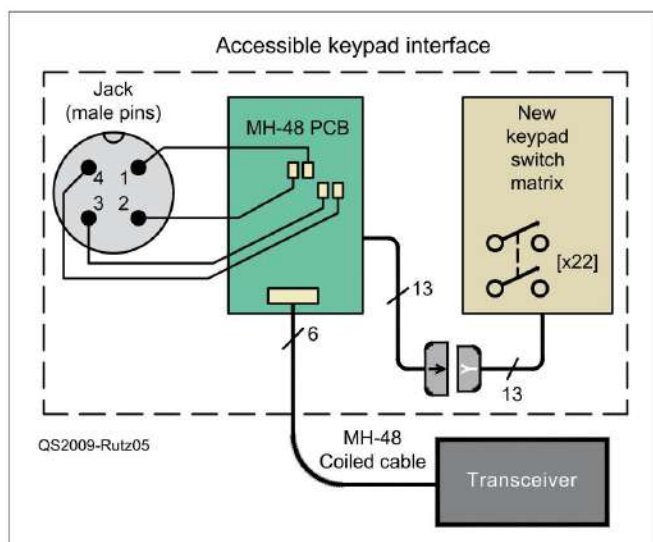 Accessible keypad interface
Jack
(male pins)
MH-48 PCB
New
keypad
switch
matrix
4
1
3
2
[x22]
13
6
13
QS2009-Rutz05
MH-48
Coiled cable
Transceiver